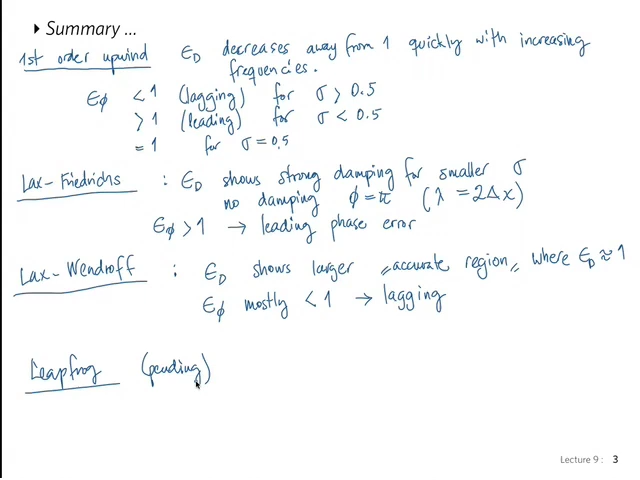 ▸ Summary ...
1st order upwind ϵ_D decreases away from 1 quickly with increasing
frequencies.
ϵ_ϕ < 1 (lagging) for σ > 0.5
> 1 (leading) for σ < 0.5
= 1 for σ = 0.5
Lax-Friedrichs : ϵ_D shows strong damping for smaller σ
no damping ϕ = π (λ = 2Δx)
ϵ_ϕ > 1 → leading phase error
Lax-Wendroff : ϵ_D shows larger "accurate region" where ϵ_D ≈ 1
ϵ_ϕ mostly < 1 → lagging
Leapfrog (pending)
Lecture 9 : 3